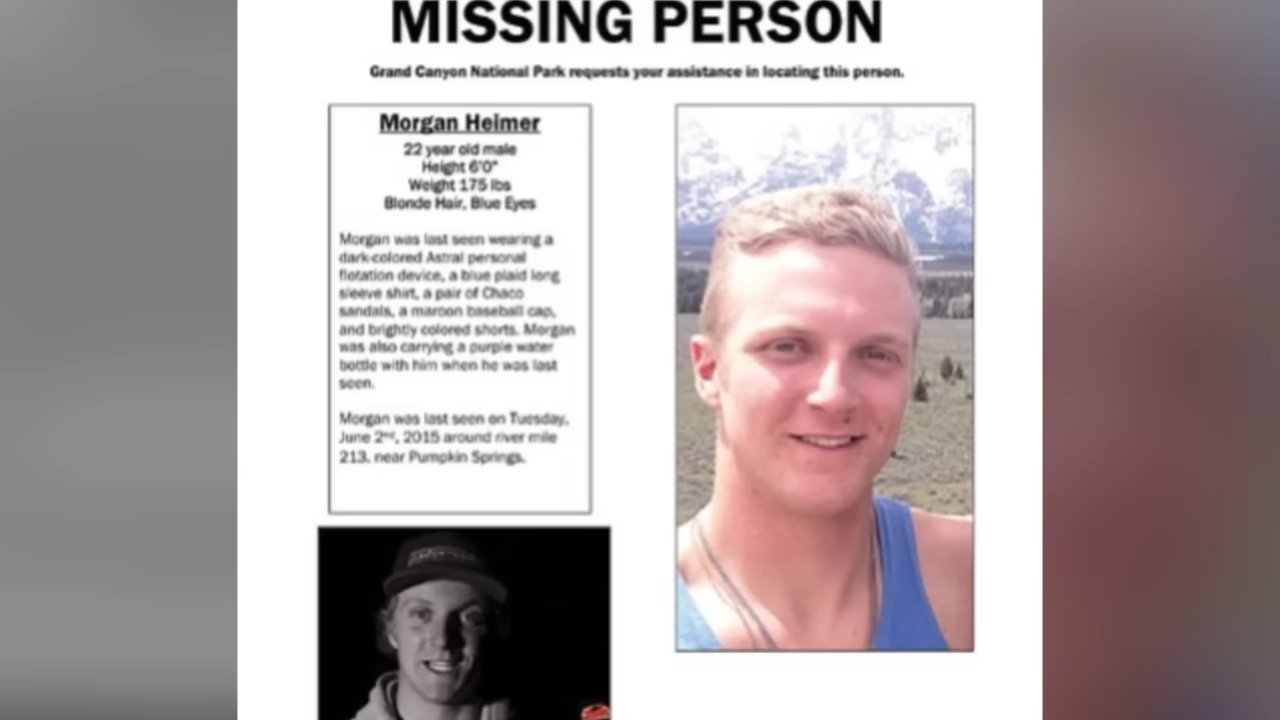 MISSING PERSON
Grand Canyon National Park requests your assistance in locating this person.
Morgan Heimer
22 year old male
Height 6'0"
Weight 175 lbs
Blonde Hair, Blue Eyes
Morgan was last seen wearing a
dark-colored Astral personal
flotation device, a blue plaid long
sleeve shirt, a pair of Chaco
sandals, a maroon baseball cap,
and brightly colored shorts. Morgan
was also carrying a purple water
bottle with him when he was last
seen.
Morgan was last seen on Tuesday,
June 2nd, 2015 around river mile
213, near Pumpkin Springs.